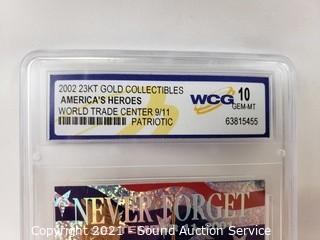 2002 23KT GOLD COLLECTIBLES
AMERICA'S HEROES
WORLD TRADE CENTER 9/11
PATRIOTIC
WCG 10
GEM-MT
63815455
NEVER FORGET
Copyright 2021 - Sound Auction Service